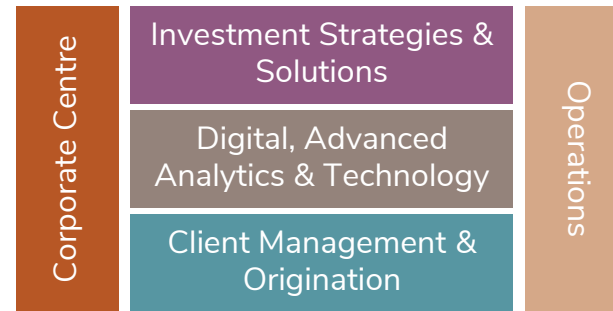 Corporate Centre
Investment Strategies &
Solutions
Digital, Advanced
Analytics & Technology
Client Management &
Origination
Operations